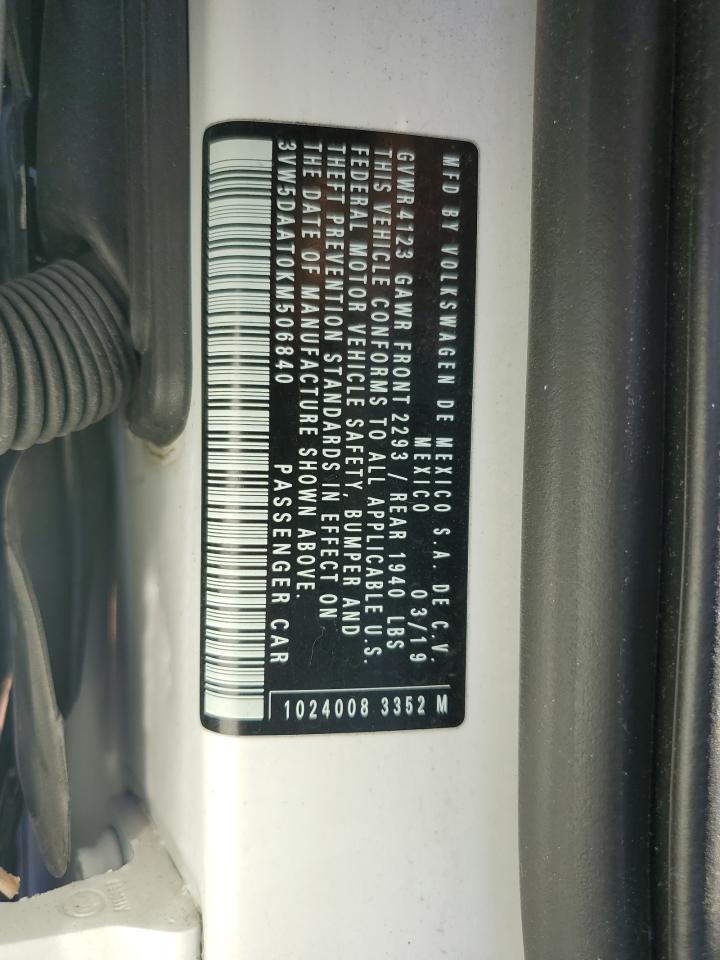 MFD BY VOLKSWAGEN DE MEXICO S.A. DE C.V.
MEXICO 03/19
GVWR4123 GAWR FRONT 2293 / REAR 1940 LBS
THIS VEHICLE CONFORMS TO ALL APPLICABLE U.S.
FEDERAL MOTOR VEHICLE SAFETY, BUMPER AND
THEFT PREVENTION STANDARDS IN EFFECT ON
THE DATE OF MANUFACTURE SHOWN ABOVE.
3VW5DAAT0KM506840 PASSENGER CAR
1024008 3352 M